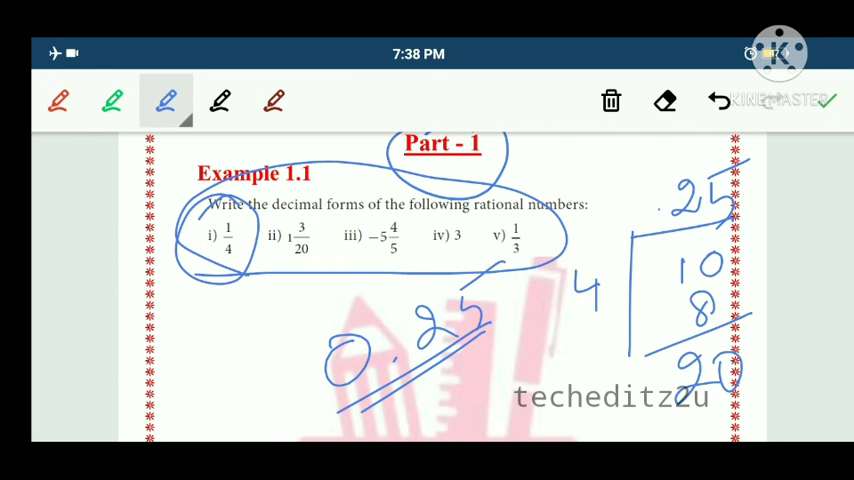 7:38 PM
KINEMASTER
Part - 1
Example 1.1
Write the decimal forms of the following rational numbers:
i) 1/4 ii) 1 3/20 iii) -5 4/5 iv) 3 v) 1/3
.25
4 10
8
20
0.25
techeditz2u